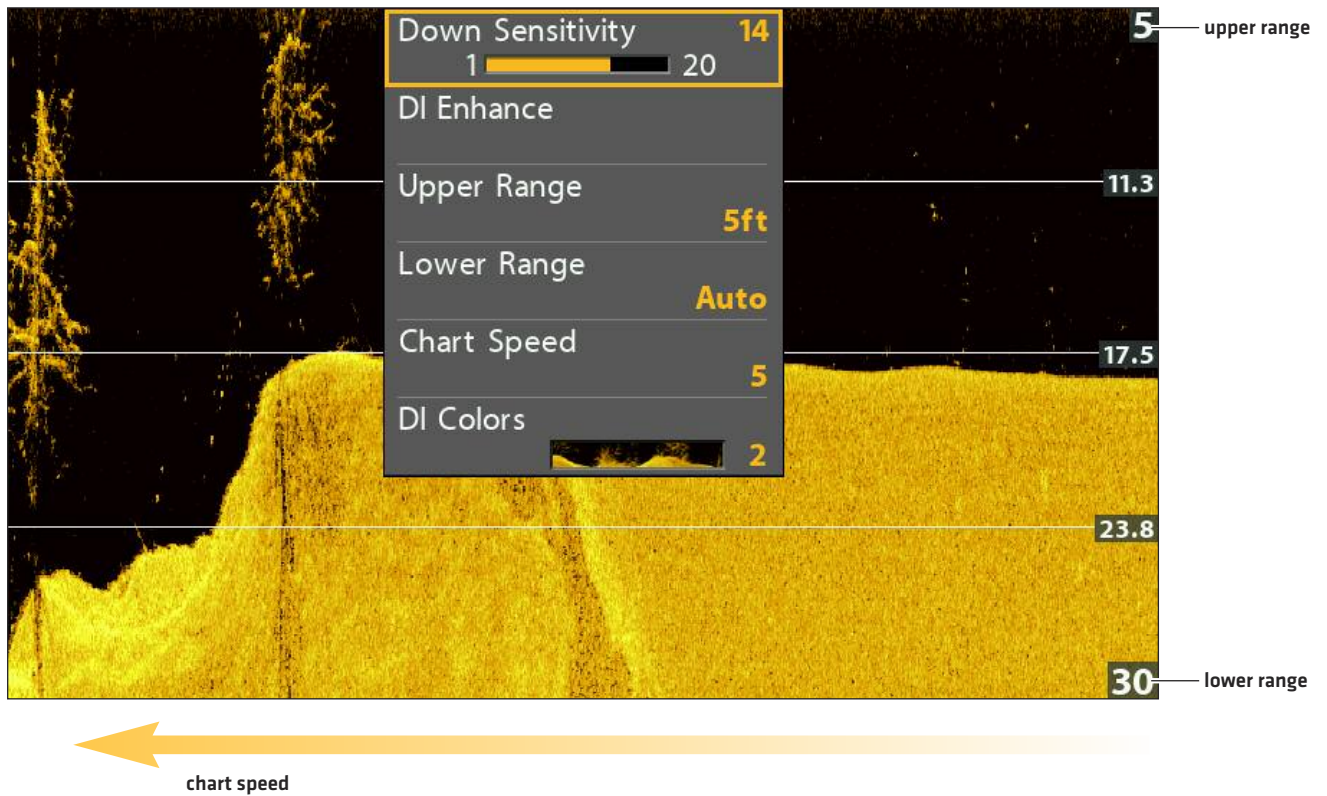 Down Sensitivity 14
1 20
DI Enhance
Upper Range
5ft
Lower Range
Auto
Chart Speed
5
DI Colors
2
5 upper range
11.3
17.5
23.8
30 lower range
chart speed